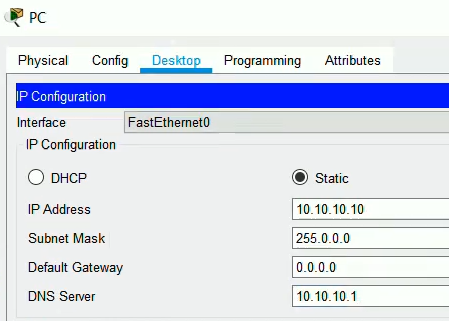 PC
Physical Config Desktop Programming Attributes
IP Configuration
Interface FastEthernet0
IP Configuration
DHCP Static
IP Address 10.10.10.10
Subnet Mask 255.0.0.0
Default Gateway 0.0.0.0
DNS Server 10.10.10.1